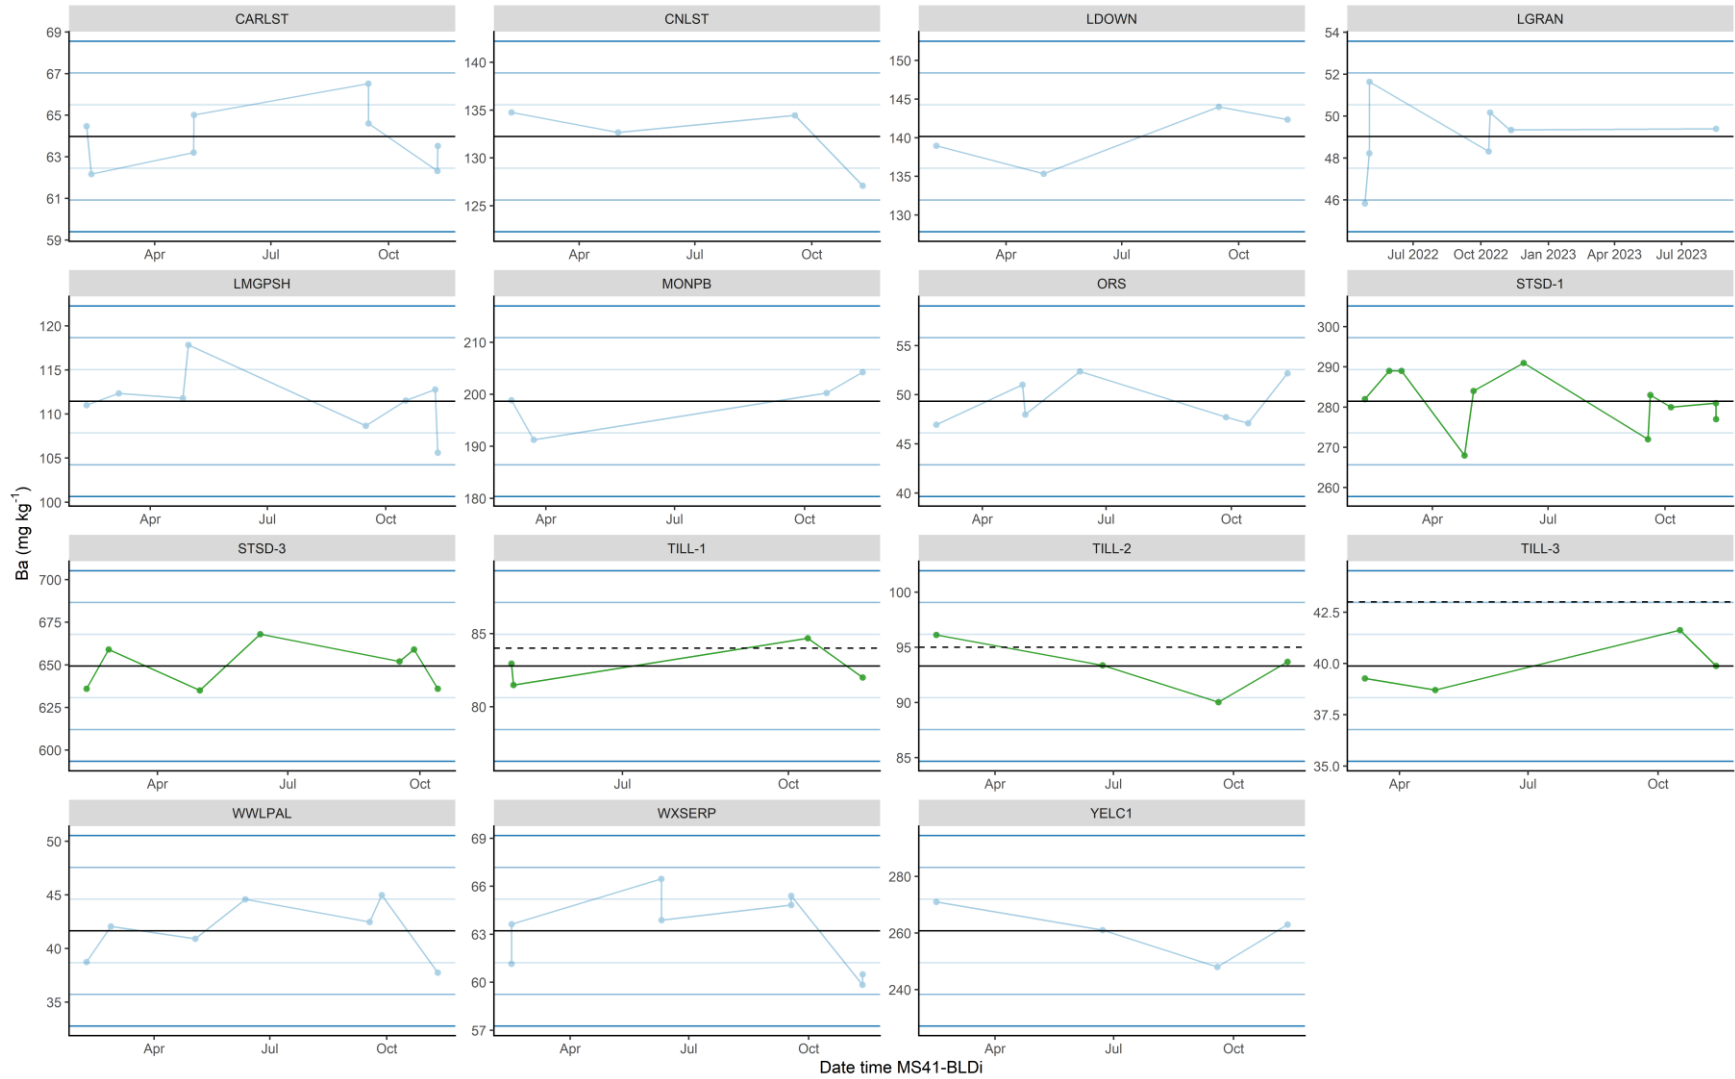 CARLST CNLST LDOWN LGRAN
69 67 65 63 61 59
140 135 130 125
150 145 140 135 130
54 52 50 48 46
Apr Jul Oct Apr Jul Oct Apr Jul Oct Jul 2022 Oct 2022 Jan 2023 Apr 2023 Jul 2023
LMGPSH MONPB ORS STSD-1
120 115 110 105 100
210 200 190 180
55 50 45 40
300 290 280 270 260
Apr Jul Oct Apr Jul Oct Apr Jul Oct Apr Jul Oct
Ba (mg kg-1)
STSD-3 TILL-1 TILL-2 TILL-3
700 675 650 625 600
85 80
100 95 90 85
42.5 40.0 37.5 35.0
Apr Jul Oct Jul Oct Apr Jul Oct Apr Jul Oct
WWLPAL WXSERP YELC1
50 45 40 35
69 66 63 60 57
280 260 240
Apr Jul Oct Apr Jul Oct Apr Jul Oct
Date time MS41-BLDi